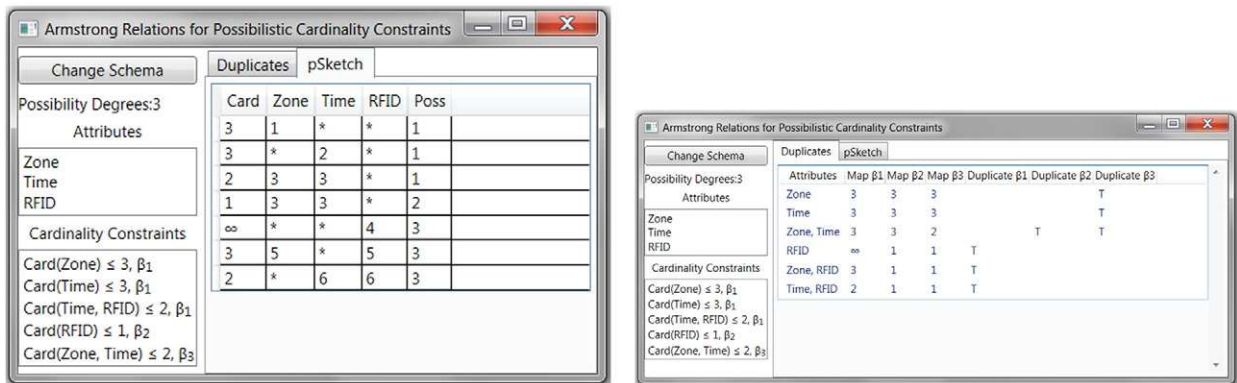 Armstrong Relations for Possibilistic Cardinality Constraints
Change Schema
Possibility Degrees:3
Attributes
Zone
Time
RFID
Cardinality Constraints
Card(Zone) ≤ 3, β1
Card(Time) ≤ 3, β1
Card(Time, RFID) ≤ 2, β1
Card(RFID) ≤ 1, β2
Card(Zone, Time) ≤ 2, β3
Duplicates pSketch
Card Zone Time RFID Poss
3 1 * * 1
3 * 2 * 1
2 3 3 * 1
1 3 3 * 2
∞ * * 4 3
3 5 * 5 3
2 * 6 6 3
Armstrong Relations for Possibilistic Cardinality Constraints
Change Schema
Possibility Degrees:3
Attributes
Zone
Time
RFID
Cardinality Constraints
Card(Zone) ≤ 3, β1
Card(Time) ≤ 3, β1
Card(Time, RFID) ≤ 2, β1
Card(RFID) ≤ 1, β2
Card(Zone, Time) ≤ 2, β3
Duplicates pSketch
Attributes Map β1 Map β2 Map β3 Duplicate β1 Duplicate β2 Duplicate β3
Zone 3 3 3 T
Time 3 3 3 T
Zone, Time 3 3 2 T T
RFID ∞ 1 1 T
Zone, RFID 3 1 1 T
Time, RFID 2 1 1 T